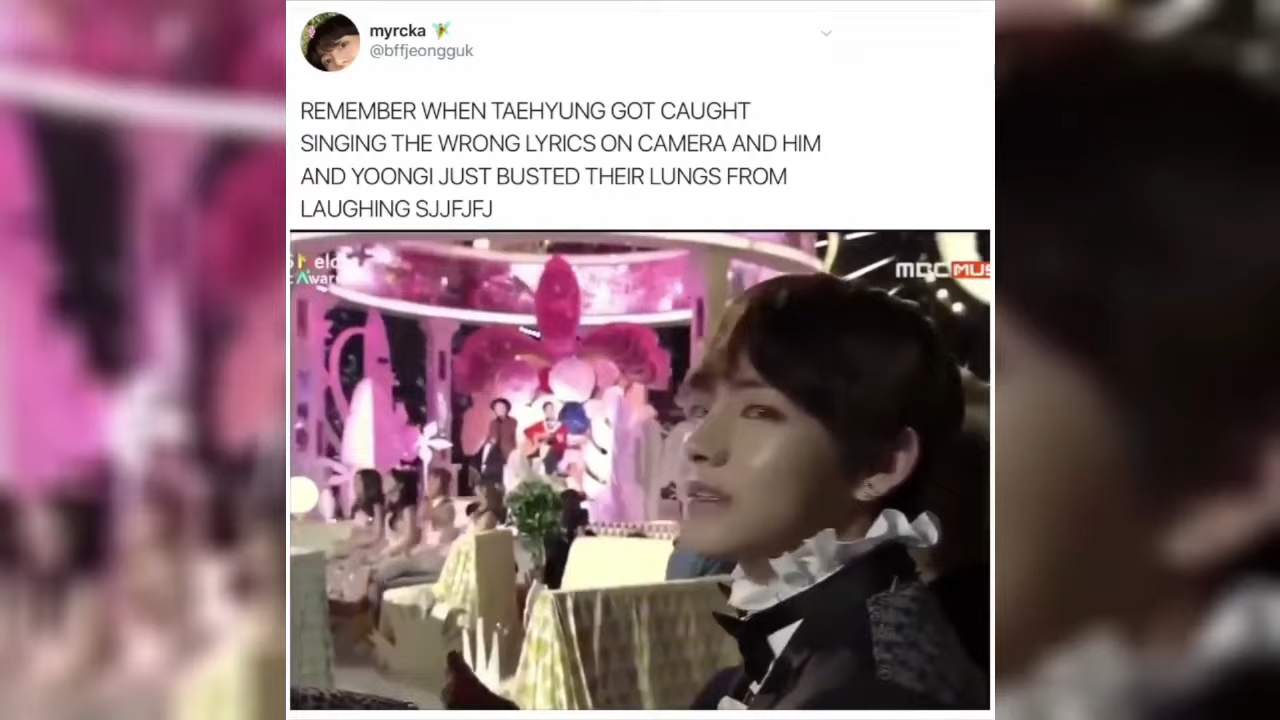 myrcka
@bffjeongguk
REMEMBER WHEN TAEHYUNG GOT CAUGHT
SINGING THE WRONG LYRICS ON CAMERA AND HIM
AND YOONGI JUST BUSTED THEIR LUNGS FROM
LAUGHING SJJFJFJ
MBC MUS